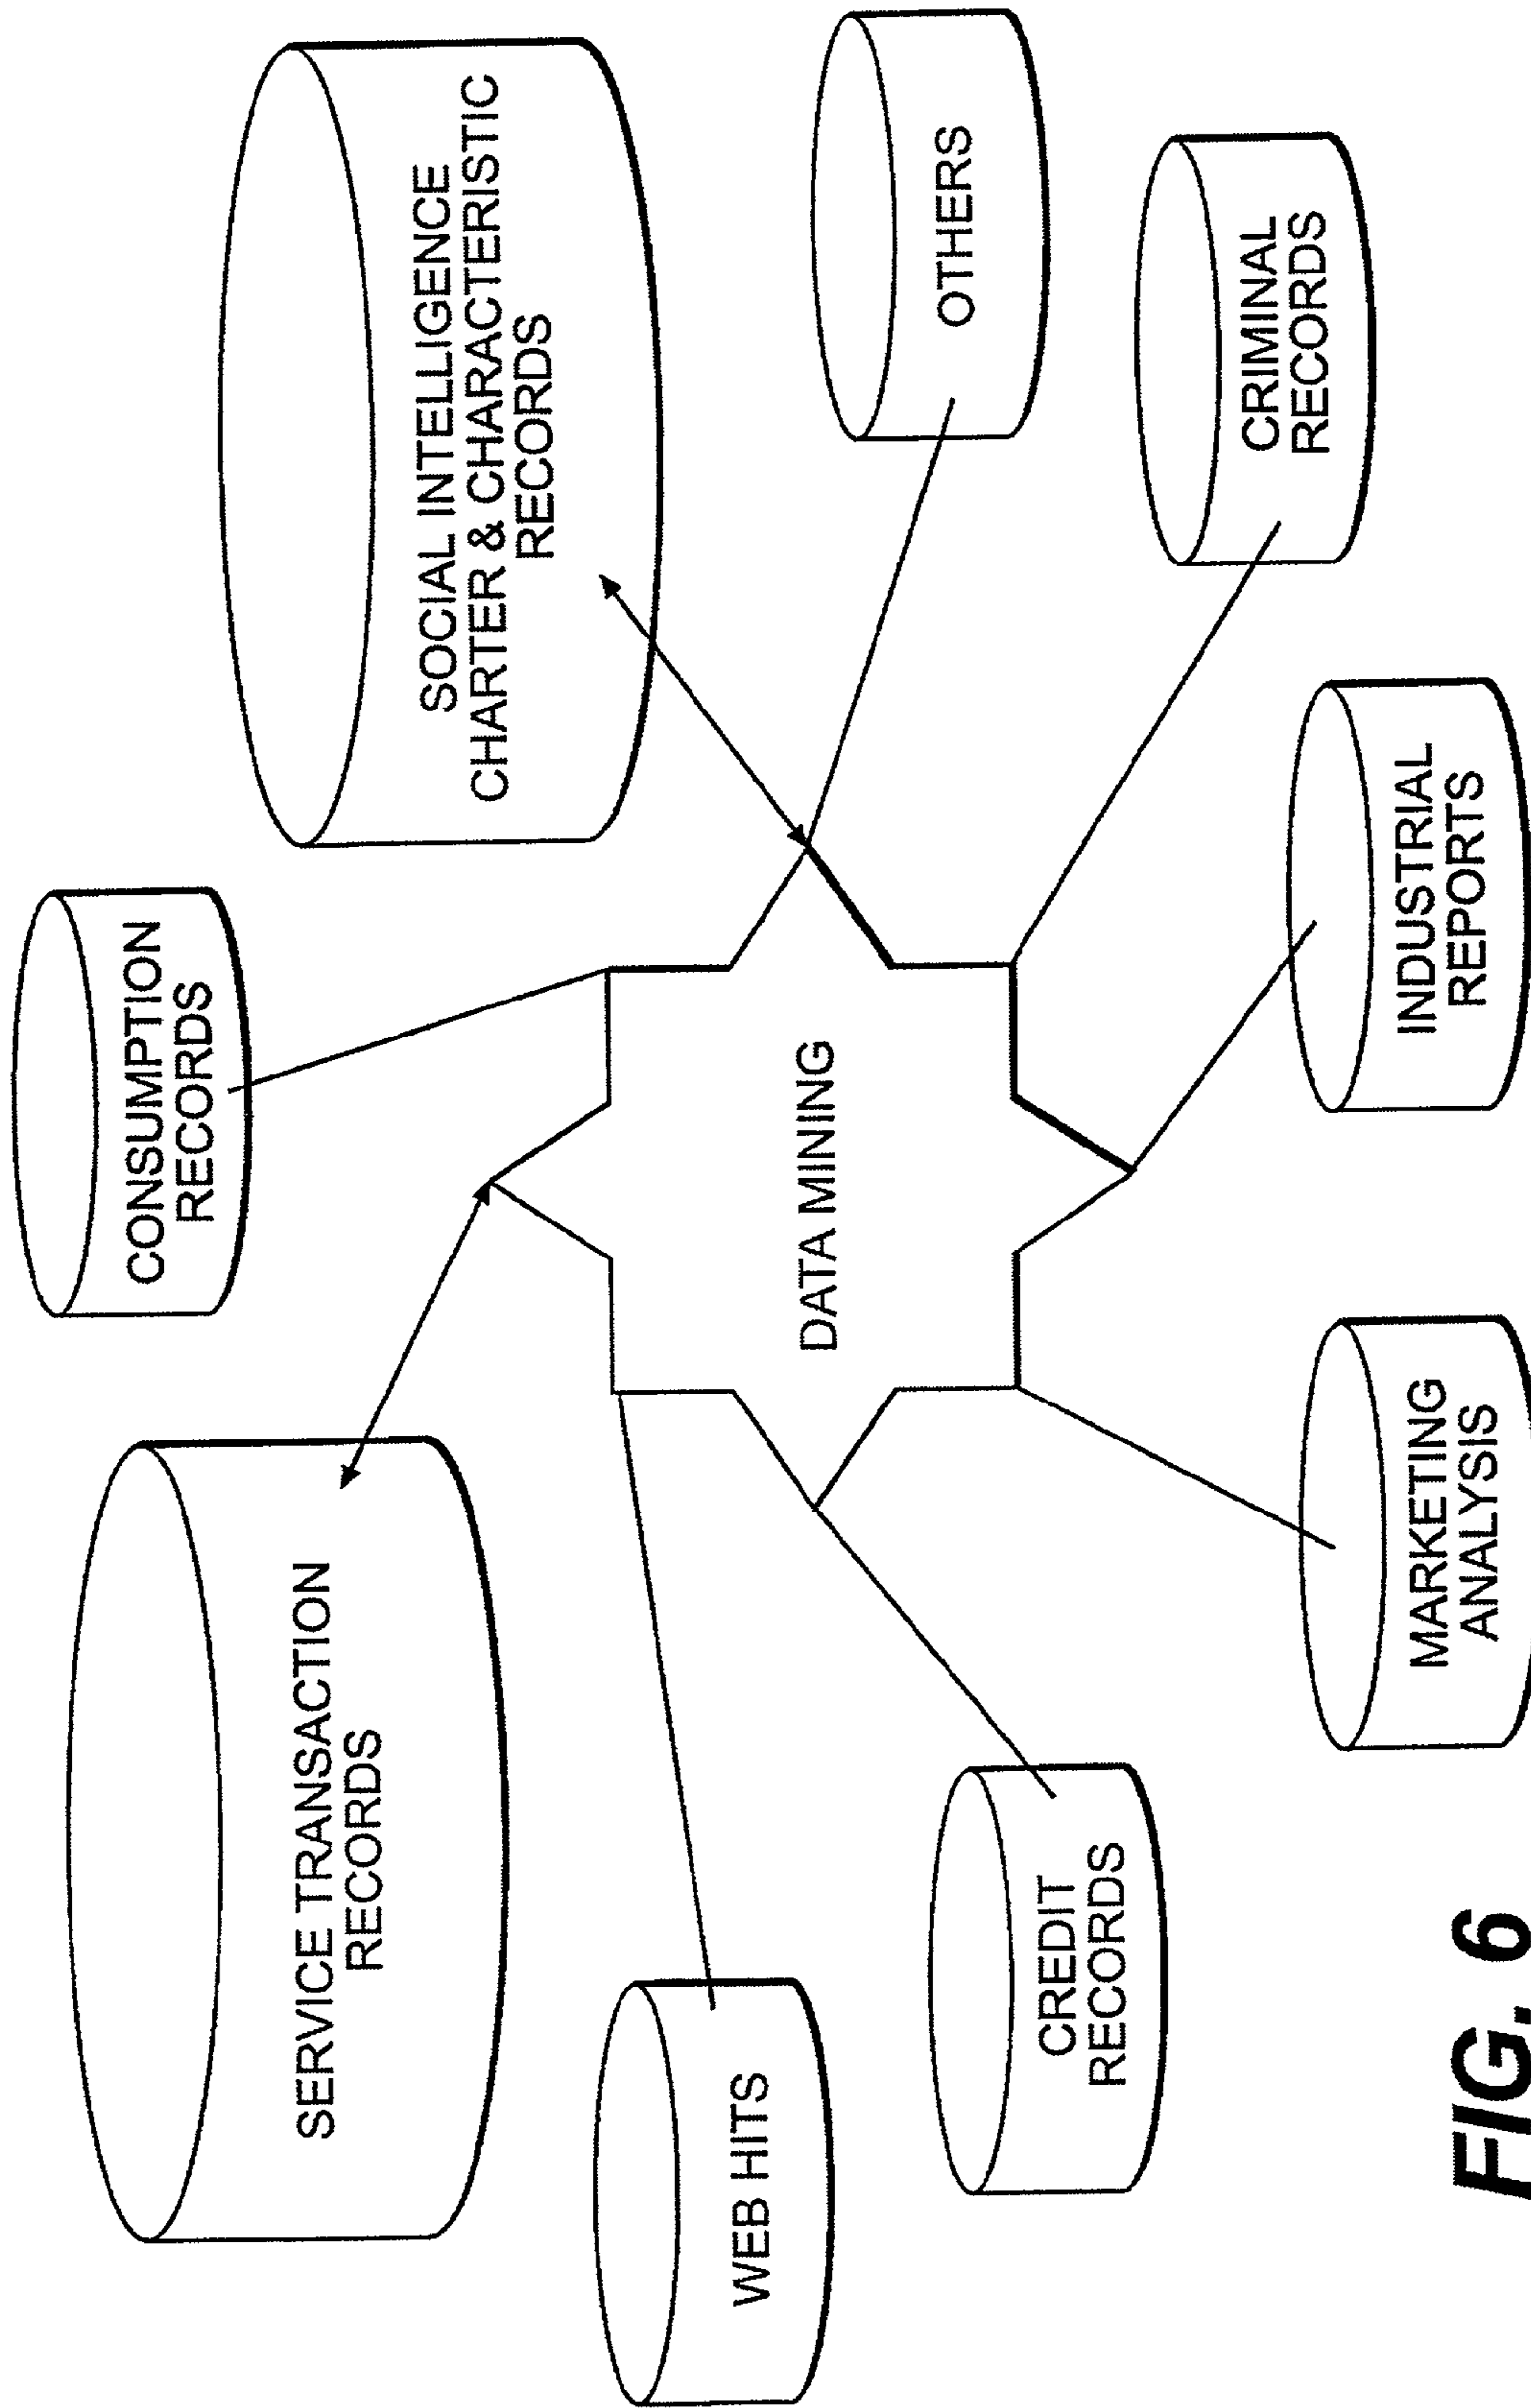 CONSUMPTION
RECORDS
SERVICE TRANSACTION
RECORDS
SOCIAL INTELLIGENCE
CHARTER & CHARACTERISTIC
RECORDS
WEB HITS
DATA MINING
OTHERS
CREDIT
RECORDS
CRIMINAL
RECORDS
MARKETING
ANALYSIS
INDUSTRIAL
REPORTS
FIG. 6